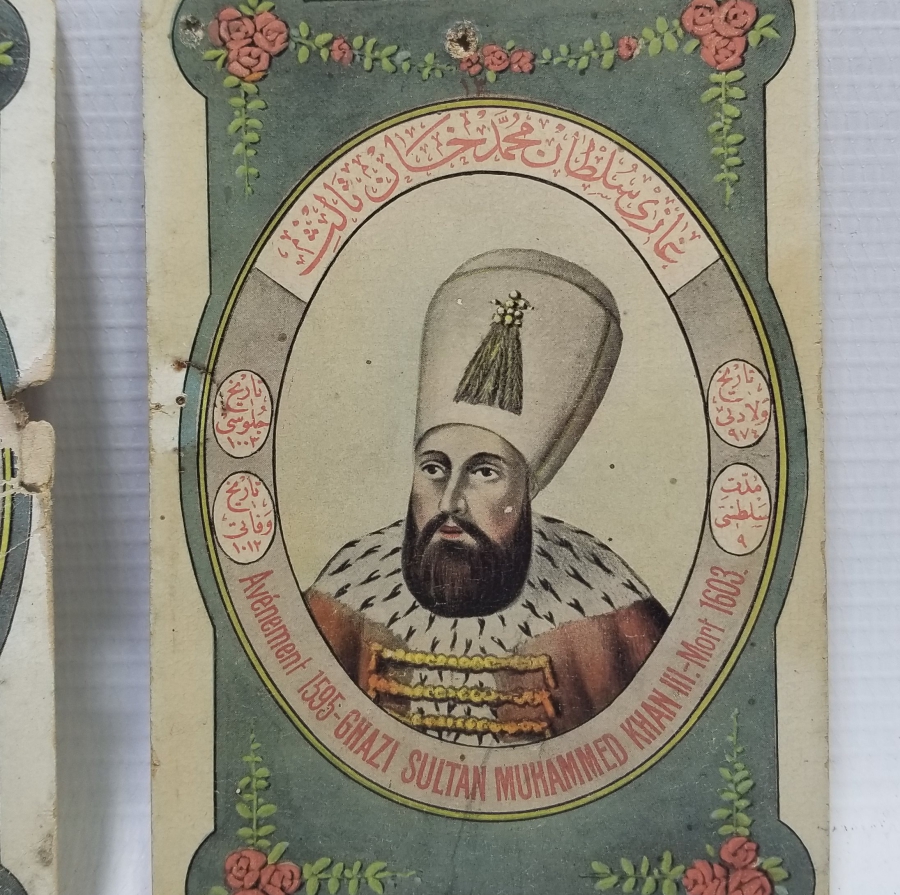 غازی سلطان محمد خان ثالث
تاریخ
ولادتی
٩٧٤
مدت
سلطنتی
٩
تاریخ
جلوسی
١٠٠٣
تاریخ
وفاتی
١٠١٢
Avénement 1595-GHAZI SULTAN MUHAMMED KHAN III.-Mort 1603.